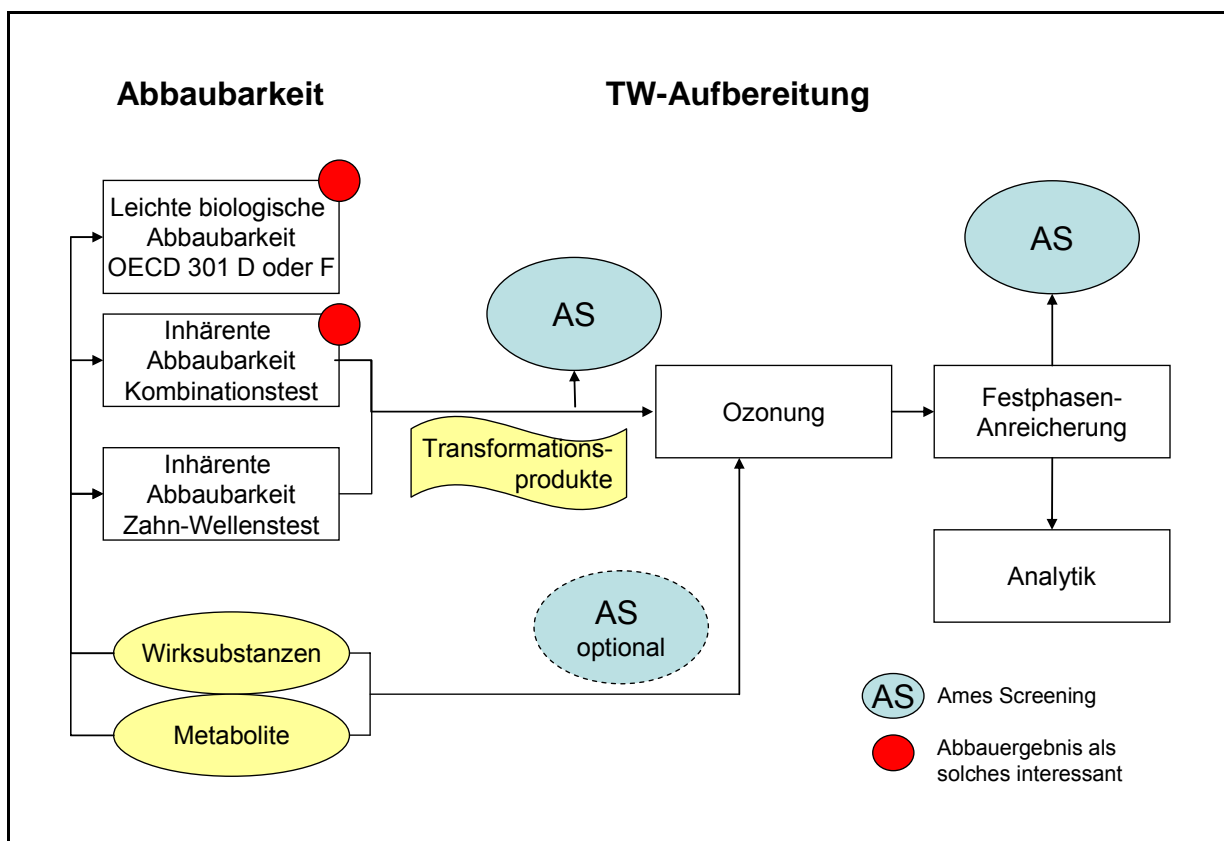 Abbaubarkeit
TW-Aufbereitung
Leichte biologische
Abbaubarkeit
OECD 301 D oder F
Inhärente
Abbaubarkeit
Kombinationstest
Inhärente
Abbaubarkeit
Zahn-Wellenstest
Wirksubstanzen
Metabolite
AS
Transformations-
produkte
AS
optional
Ozonung
AS
Festphasen-
Anreicherung
Analytik
AS
Ames Screening
Abbauergebnis als
solches interessant